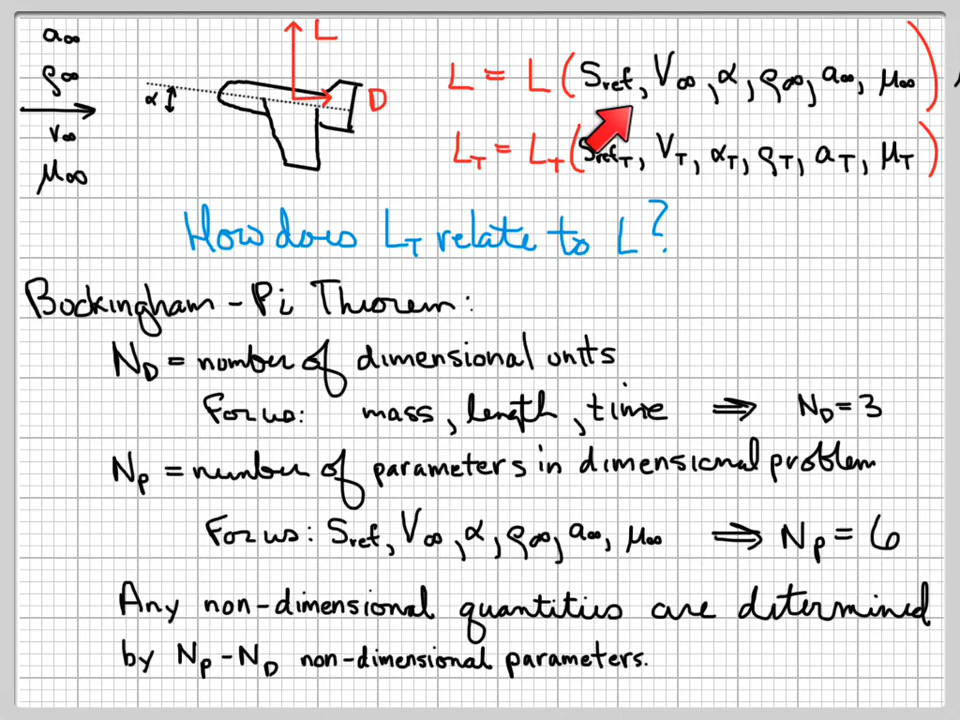 a∞
ρ∞
V∞
μ∞
α
L
D
L = L(Sref, V∞, α, ρ∞, a∞, μ∞)
LT = LT(SrefT, VT, αT, ρT, aT, μT)
How does LT relate to L?
Buckingham-Pi Theorem:
ND = number of dimensional units
For us: mass, length, time ⇒ ND = 3
Np = number of parameters in dimensional problem
For us: Sref, V∞, α, ρ∞, a∞, μ∞ ⇒ Np = 6
Any non-dimensional quantities are determined
by Np - ND non-dimensional parameters.